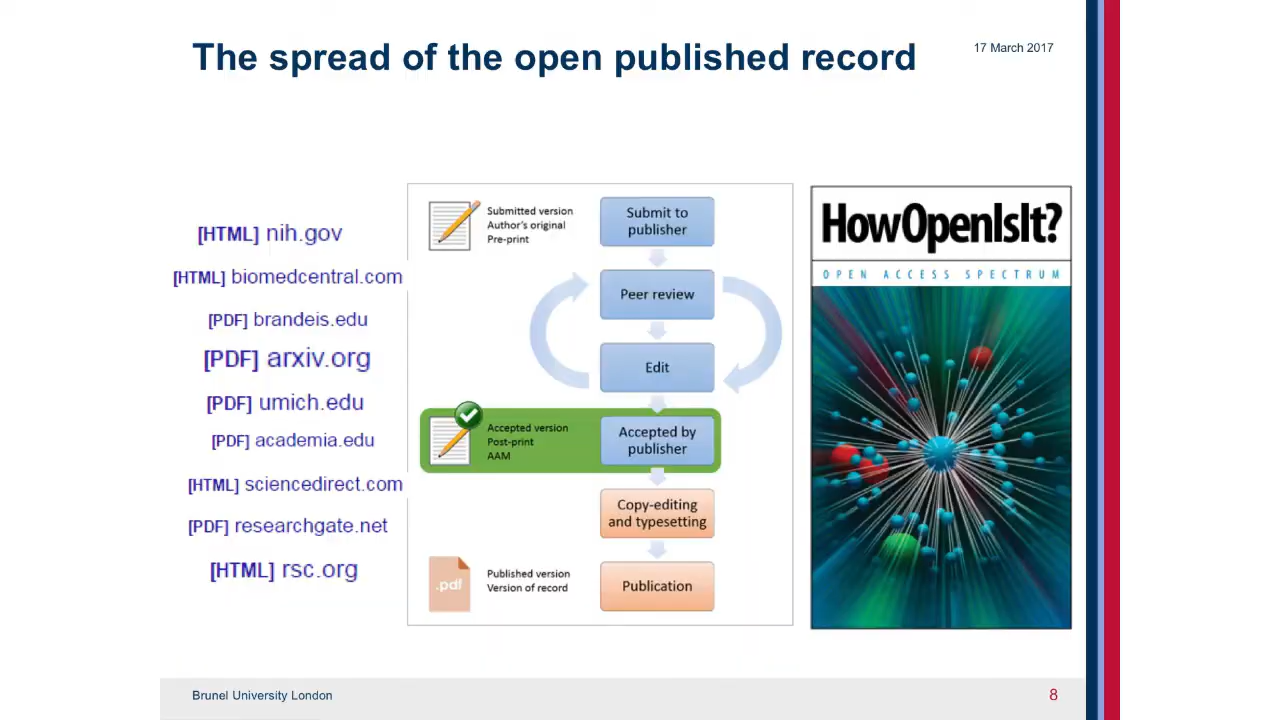 The spread of the open published record
17 March 2017
[HTML] nih.gov
[HTML] biomedcentral.com
[PDF] brandeis.edu
[PDF] arxiv.org
[PDF] umich.edu
[PDF] academia.edu
[HTML] sciencedirect.com
[PDF] researchgate.net
[HTML] rsc.org
Submitted version
Author's original
Pre-print
Submit to
publisher
Peer review
Edit
Accepted version
Post-print
AAM
Accepted by
publisher
Copy-editing
and typesetting
.pdf
Published version
Version of record
Publication
HowOpenIsIt?
OPEN ACCESS SPECTRUM
Brunel University London
8